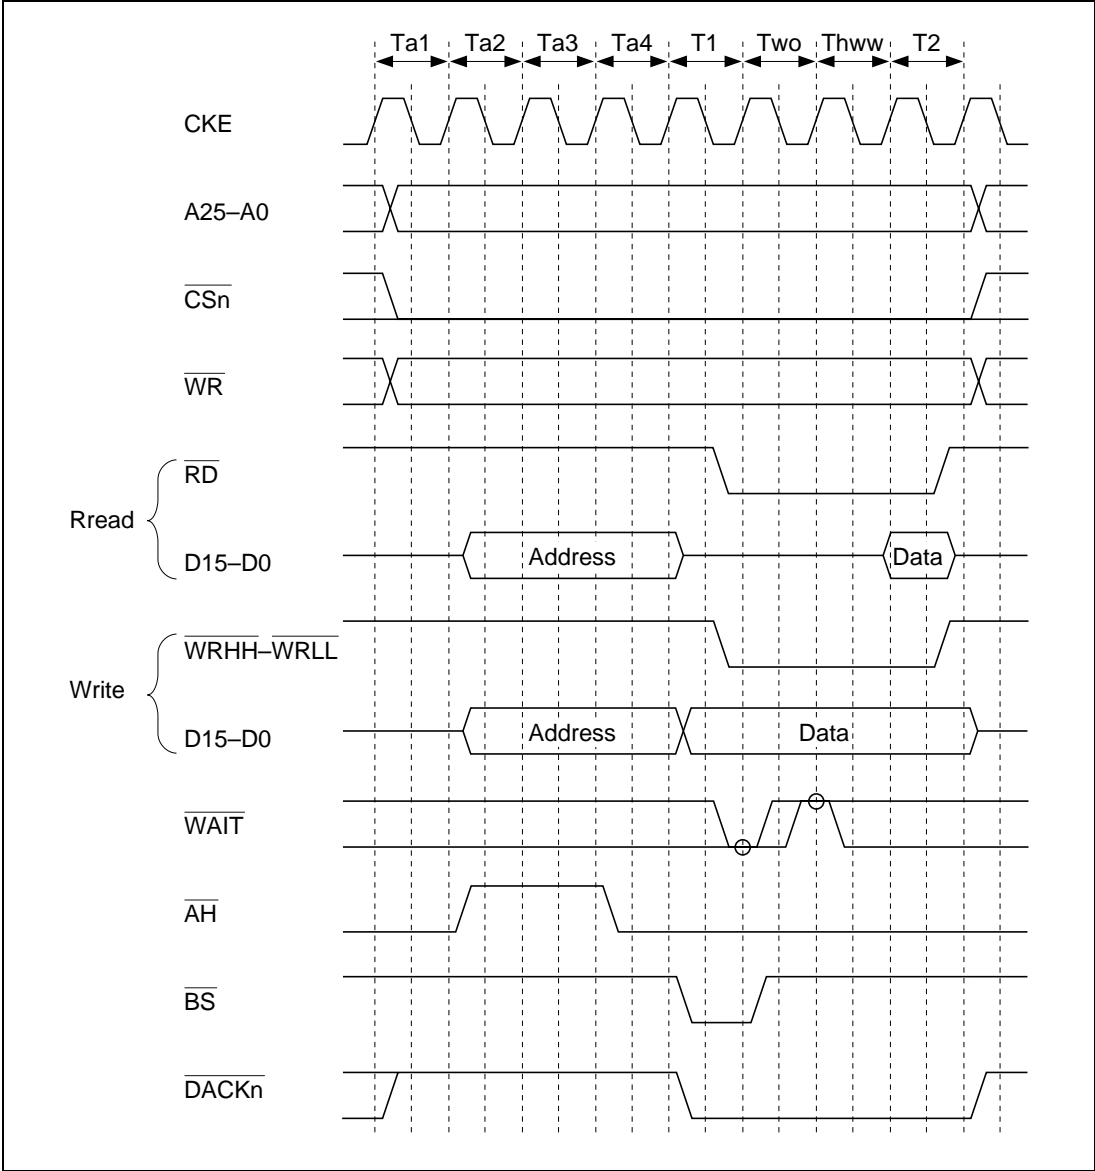 Ta1 Ta2 Ta3 Ta4 T1 Two Thww T2
CKE
A25–A0
CSn
WR
RD
Rread
D15–D0 Address Data
WRHH–WRLL
Write
D15–D0 Address Data
WAIT
AH
BS
DACKn